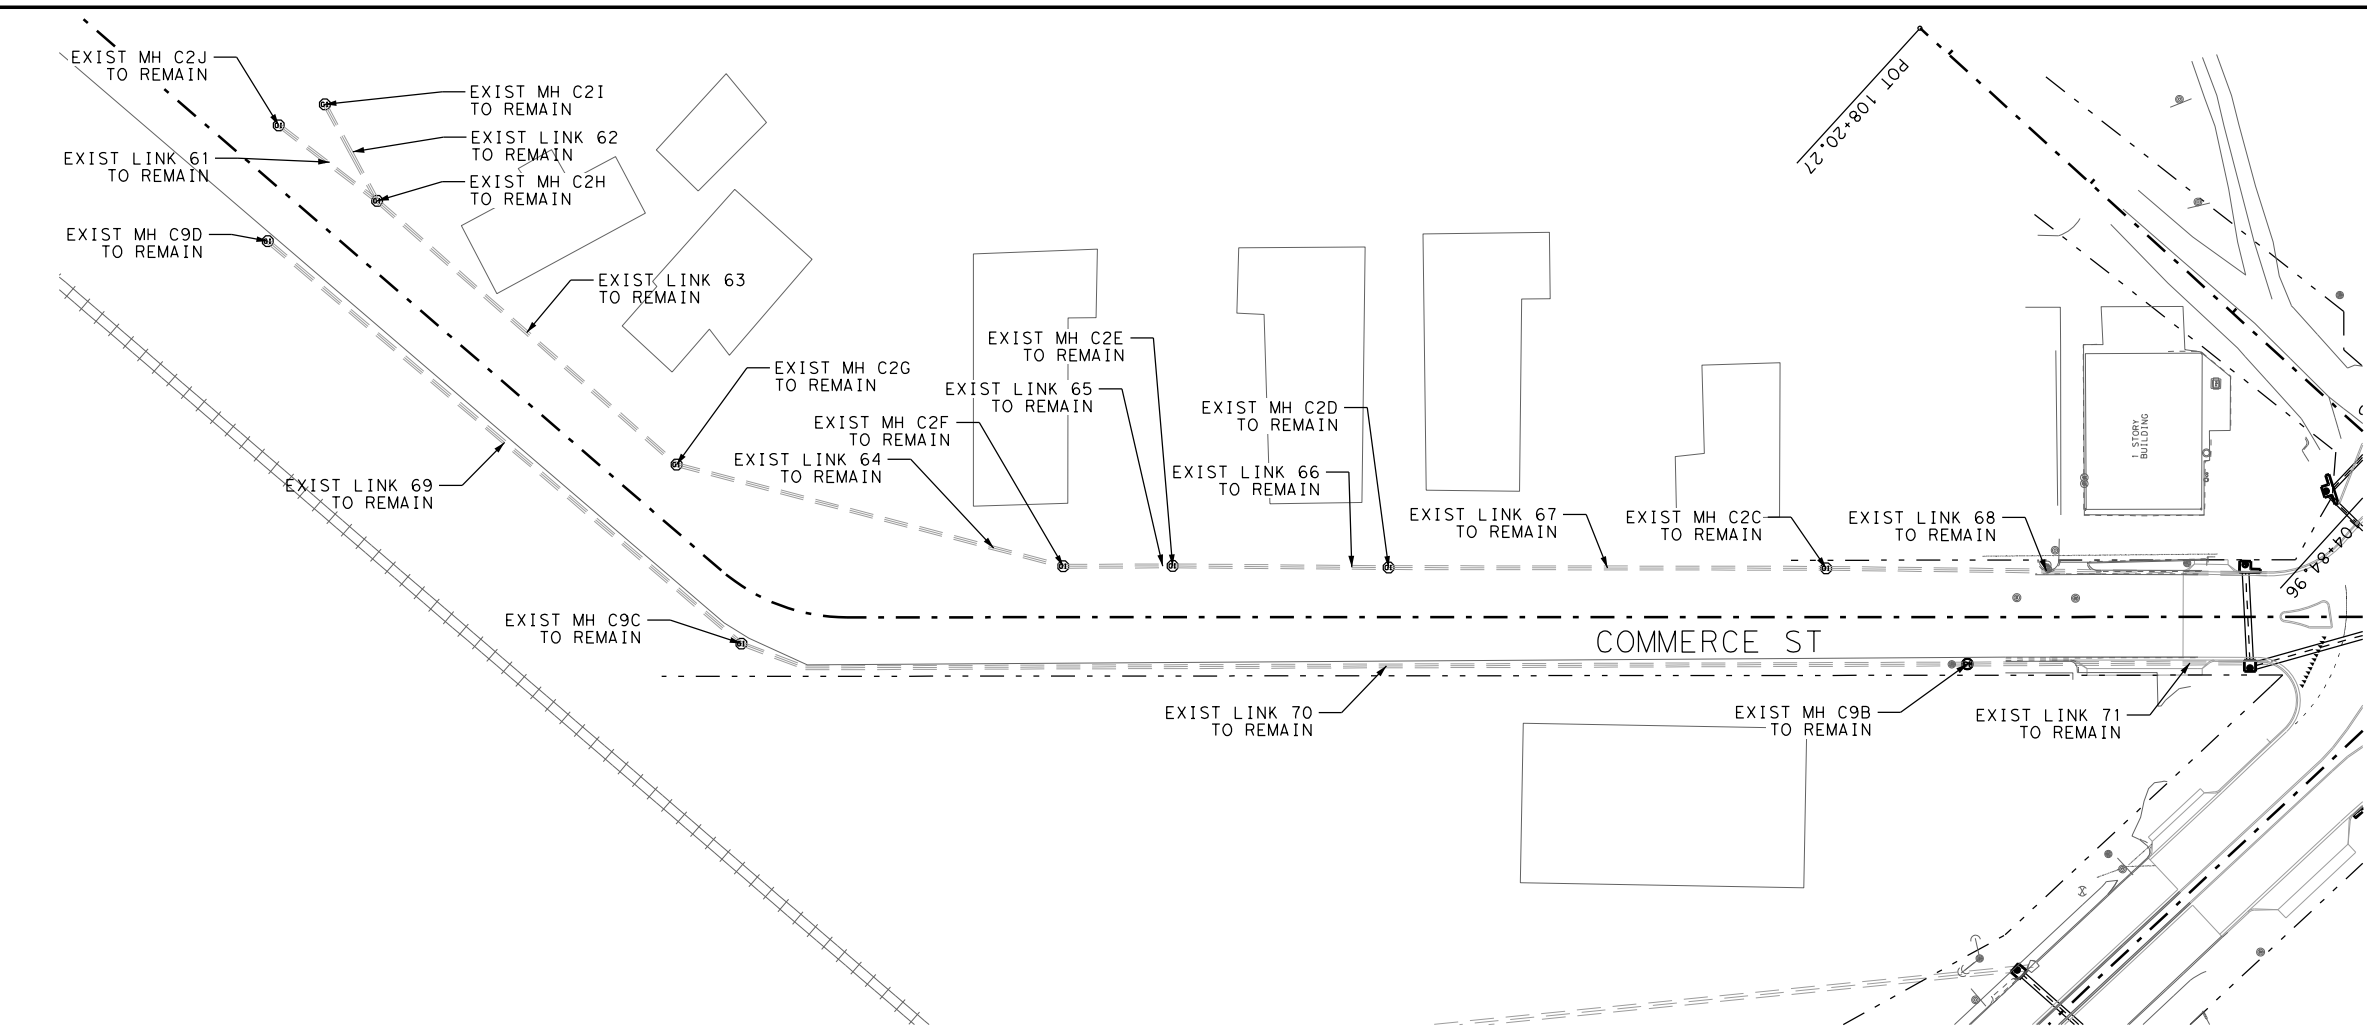 EXIST MH C2J
TO REMAIN
EXIST MH C2I
TO REMAIN
EXIST LINK 62
TO REMAIN
EXIST LINK 61
TO REMAIN
EXIST MH C2H
TO REMAIN
EXIST MH C9D
TO REMAIN
EXIST LINK 63
TO REMAIN
POT 108+20.27
EXIST MH C2E
TO REMAIN
EXIST MH C2G
TO REMAIN
EXIST LINK 65
TO REMAIN
EXIST MH C2D
TO REMAIN
EXIST MH C2F
TO REMAIN
1 STORY
BUILDING
EXIST LINK 64
TO REMAIN
EXIST LINK 66
TO REMAIN
EXIST LINK 69
TO REMAIN
EXIST LINK 67
TO REMAIN
EXIST MH C2C
TO REMAIN
EXIST LINK 68
TO REMAIN
04+84.96
EXIST MH C9C
TO REMAIN
COMMERCE ST
EXIST LINK 70
TO REMAIN
EXIST MH C9B
TO REMAIN
EXIST LINK 71
TO REMAIN